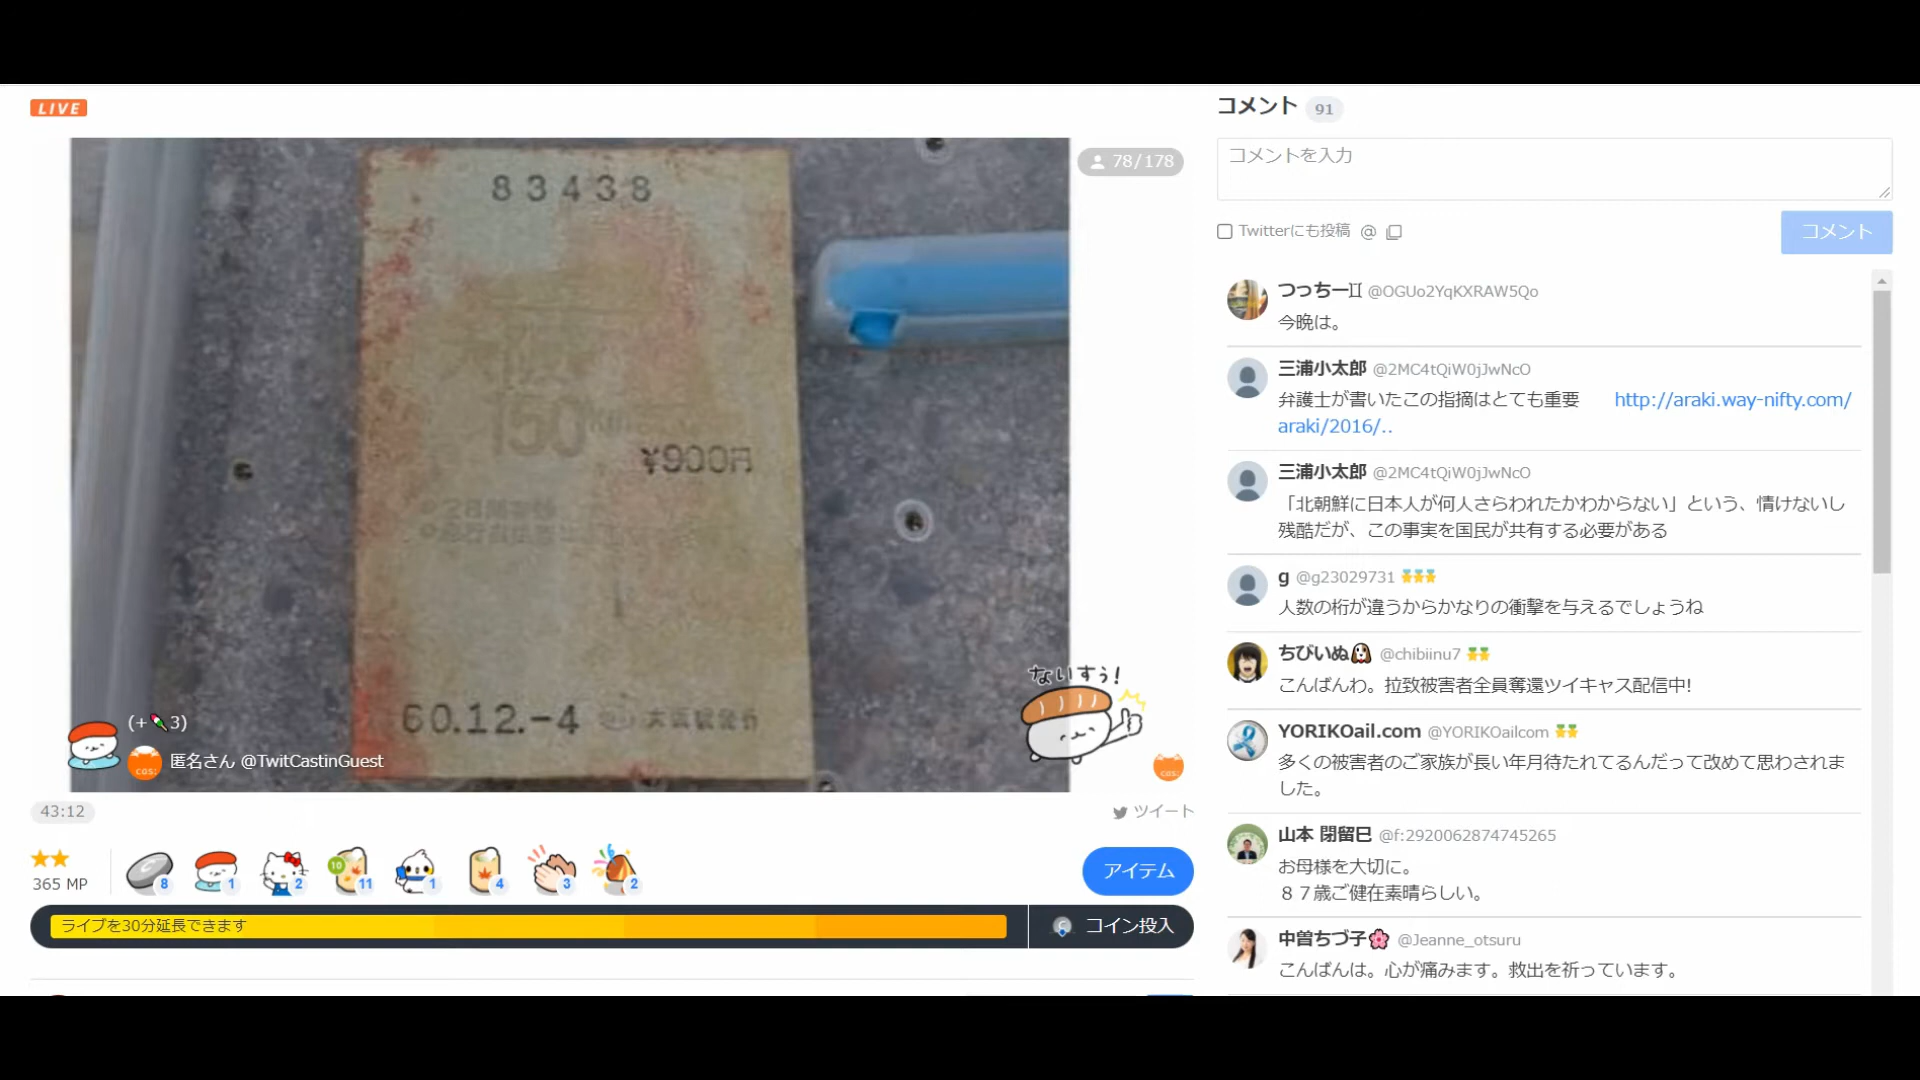 LIVE
83438
150
¥900円
60.12.-4
大阪駅発行
78/178
ないすぅ!
(+3)
匿名さん @TwitCastinGuest
43:12
ツイート
365 MP
8
1
2
10
11
1
4
3
2
アイテム
ライブを30分延長できます
コイン投入
コメント 91
コメントを入力
Twitterにも投稿 @
コメント
つっちーII @OGUo2YqKXRAW5Qo
今晩は。
三浦小太郎 @2MC4tQiW0jJwNcO
弁護士が書いたこの指摘はとても重要 http://araki.way-nifty.com/
araki/2016/..
三浦小太郎 @2MC4tQiW0jJwNcO
「北朝鮮に日本人が何人さらわれたかわからない」という、情けないし
残酷だが、この事実を国民が共有する必要がある
g @g23029731
人数の桁が違うからかなりの衝撃を与えるでしょうね
ちびいぬ @chibiinu7
こんばんわ。拉致被害者全員奪還ツイキャス配信中!
YORIKOail.com @YORIKOailcom
多くの被害者のご家族が長い年月待たれてるんだって改めて思わされま
した。
山本 閉留巳 @f:2920062874745265
お母様を大切に。
８７歳ご健在素晴らしい。
中曽ちづ子 @Jeanne_otsuru
こんばんは。心が痛みます。救出を祈っています。